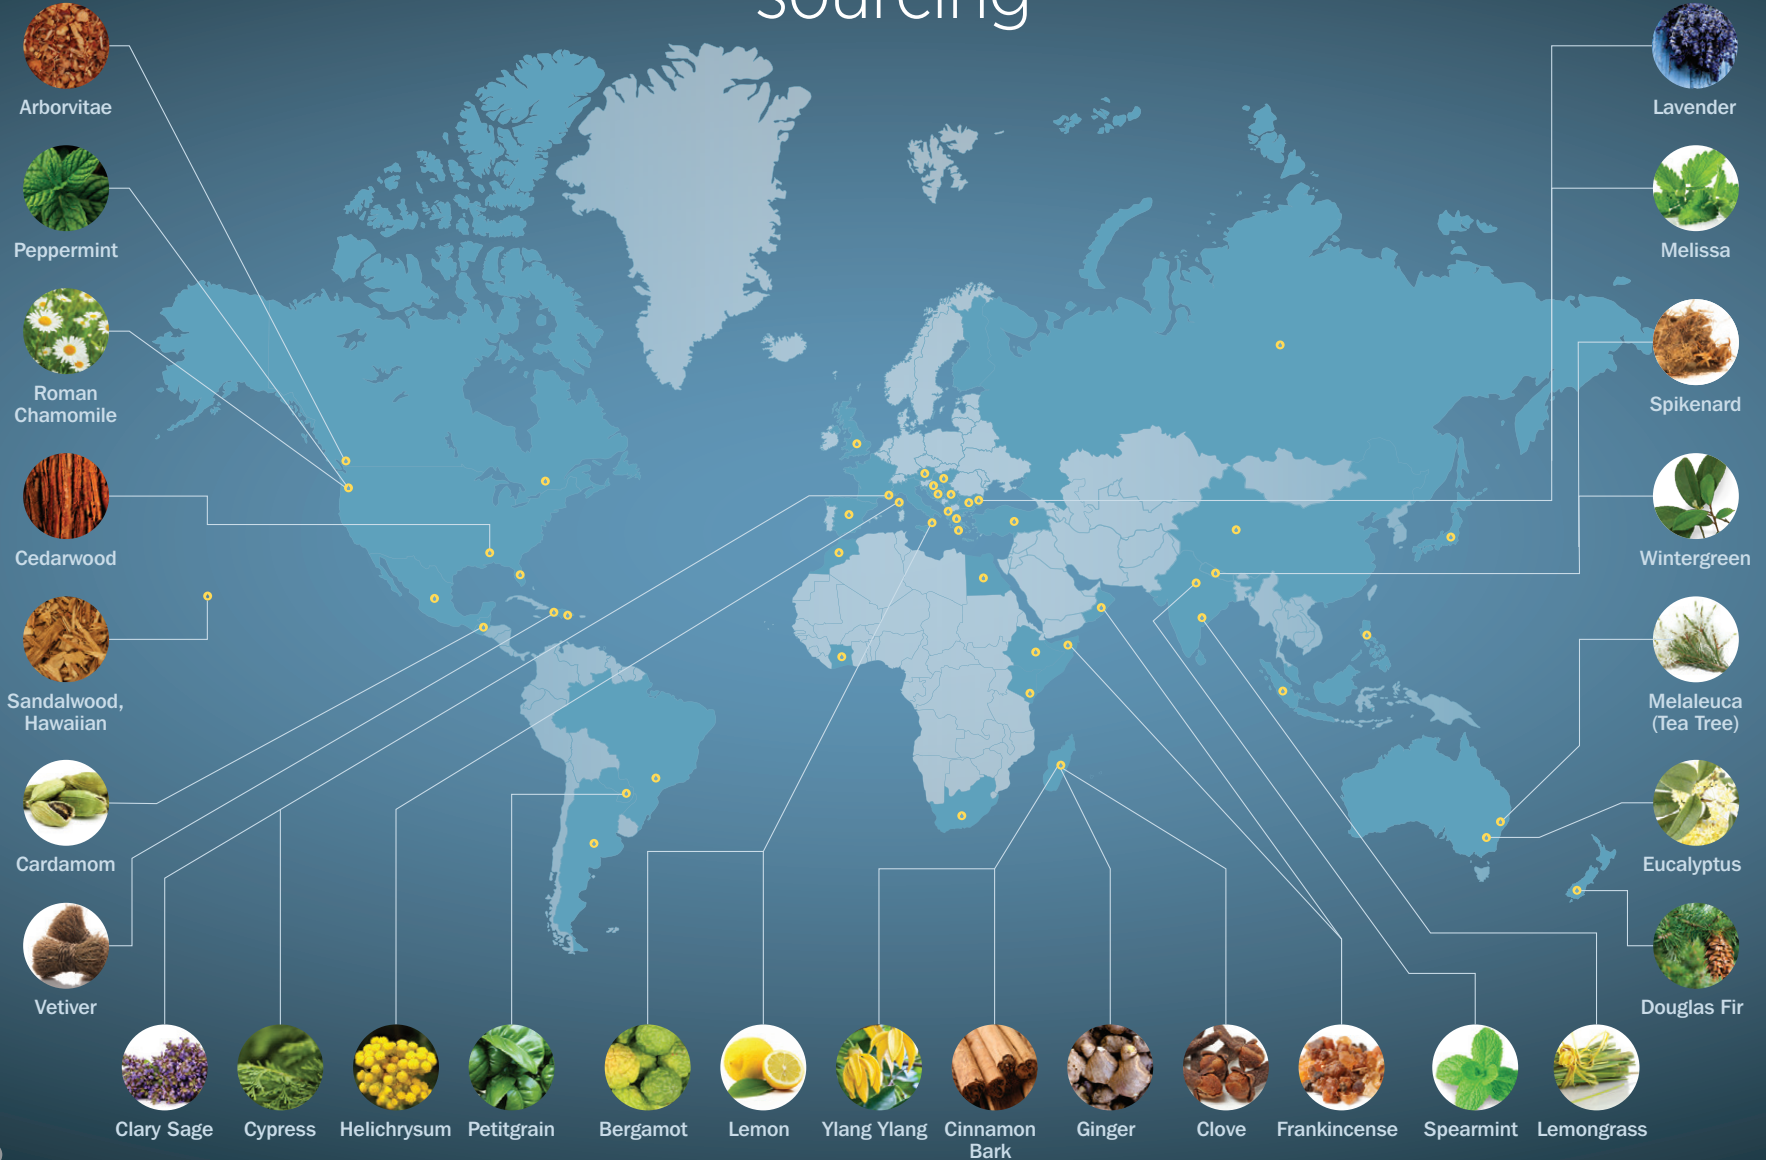 sourcing
Arborvitae
Peppermint
Roman
Chamomile
Cedarwood
Sandalwood,
Hawaiian
Cardamom
Vetiver
Clary Sage
Cypress
Helichrysum
Petitgrain
Bergamot
Lemon
Ylang Ylang
Cinnamon
Bark
Ginger
Clove
Frankincense
Spearmint
Lemongrass
Lavender
Melissa
Spikenard
Wintergreen
Melaleuca
(Tea Tree)
Eucalyptus
Douglas Fir